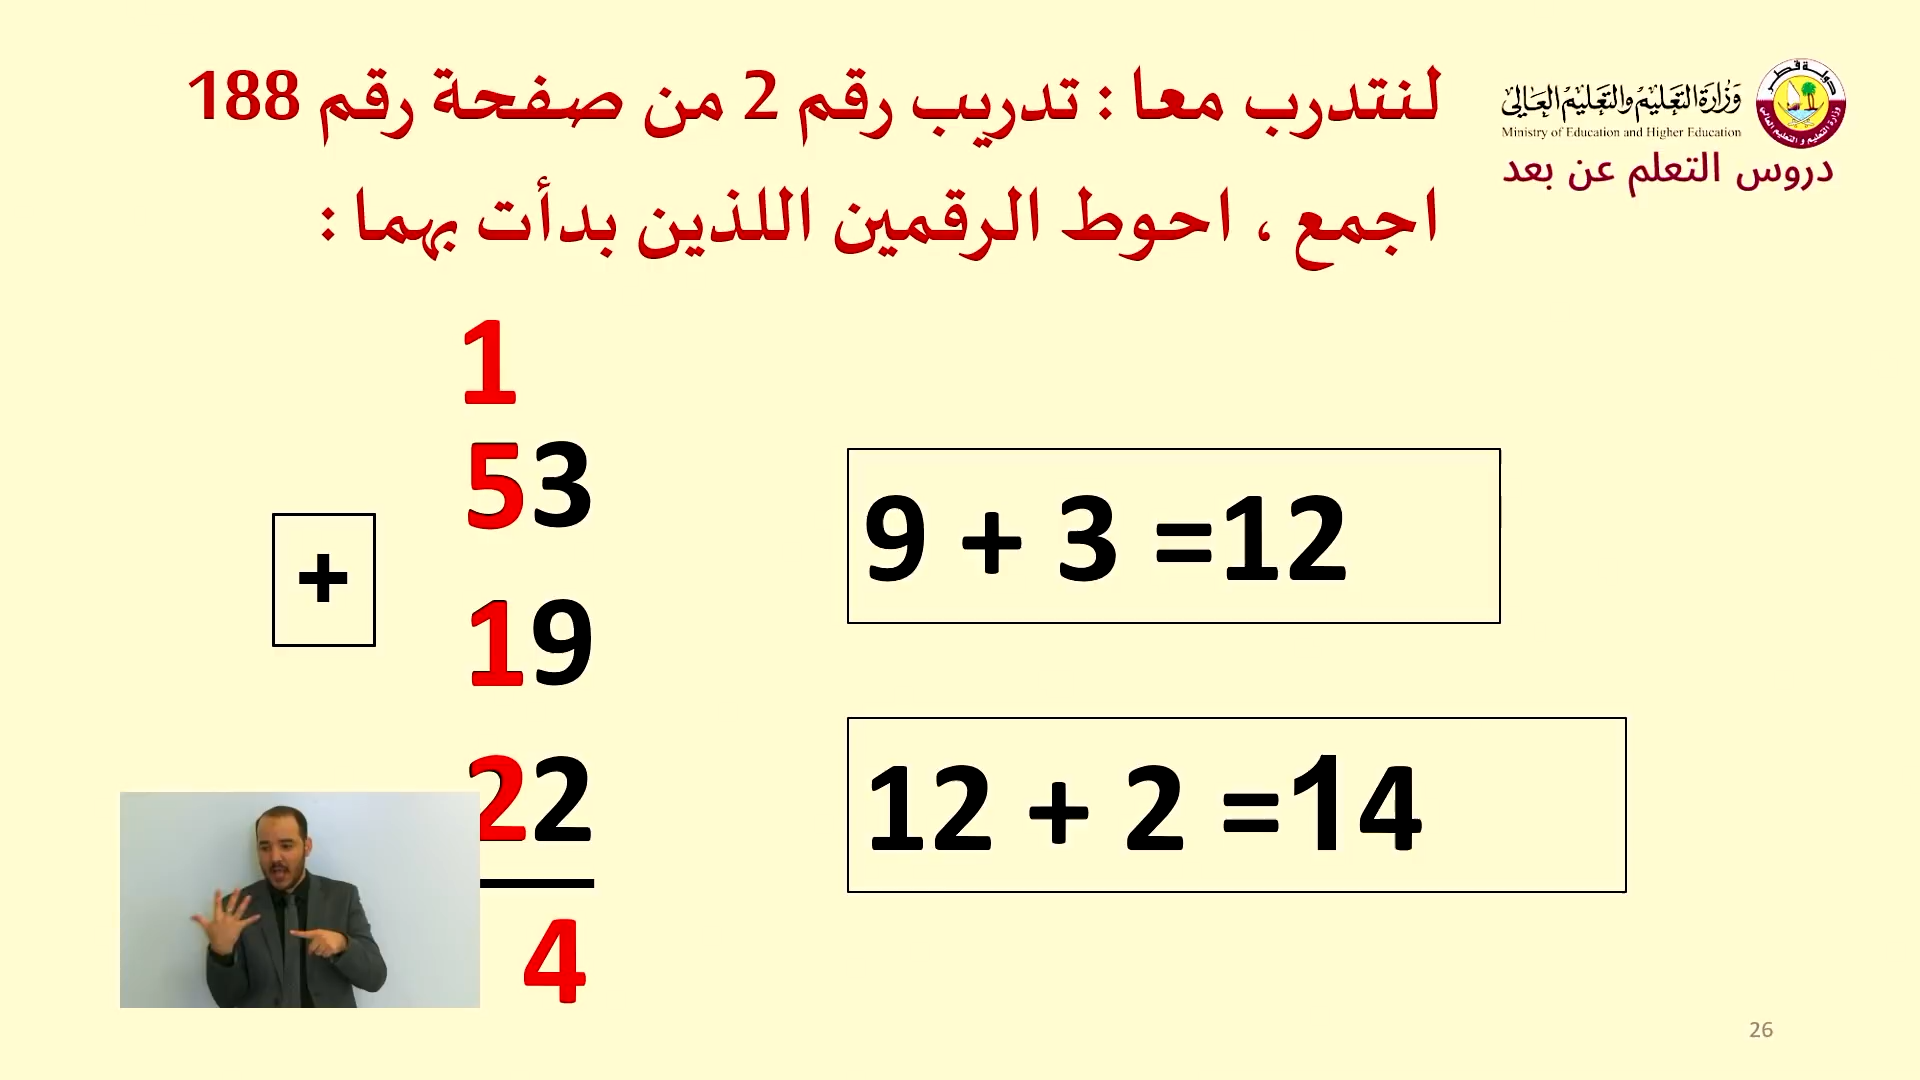 لنتدرب معا : تدريب رقم 2 من صفحة رقم 188
وزارة التعليم والتعليم العالي
Ministry of Education and Higher Education
دروس التعلم عن بعد
اجمع ، احوط الرقمين اللذين بدأت بهما :
1
53
+
19
22
4
9 + 3 =12
12 + 2 =14
26